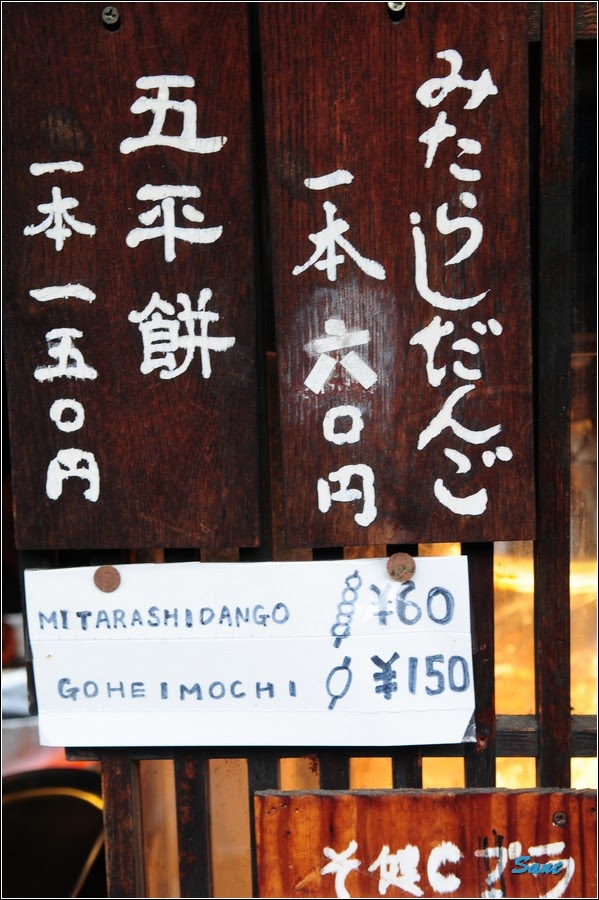 みたらしだんご
一本 六〇円
五平餅
一本 一五〇円
MITARASHIDANGO ¥60
GOHEIMOCHI ¥150